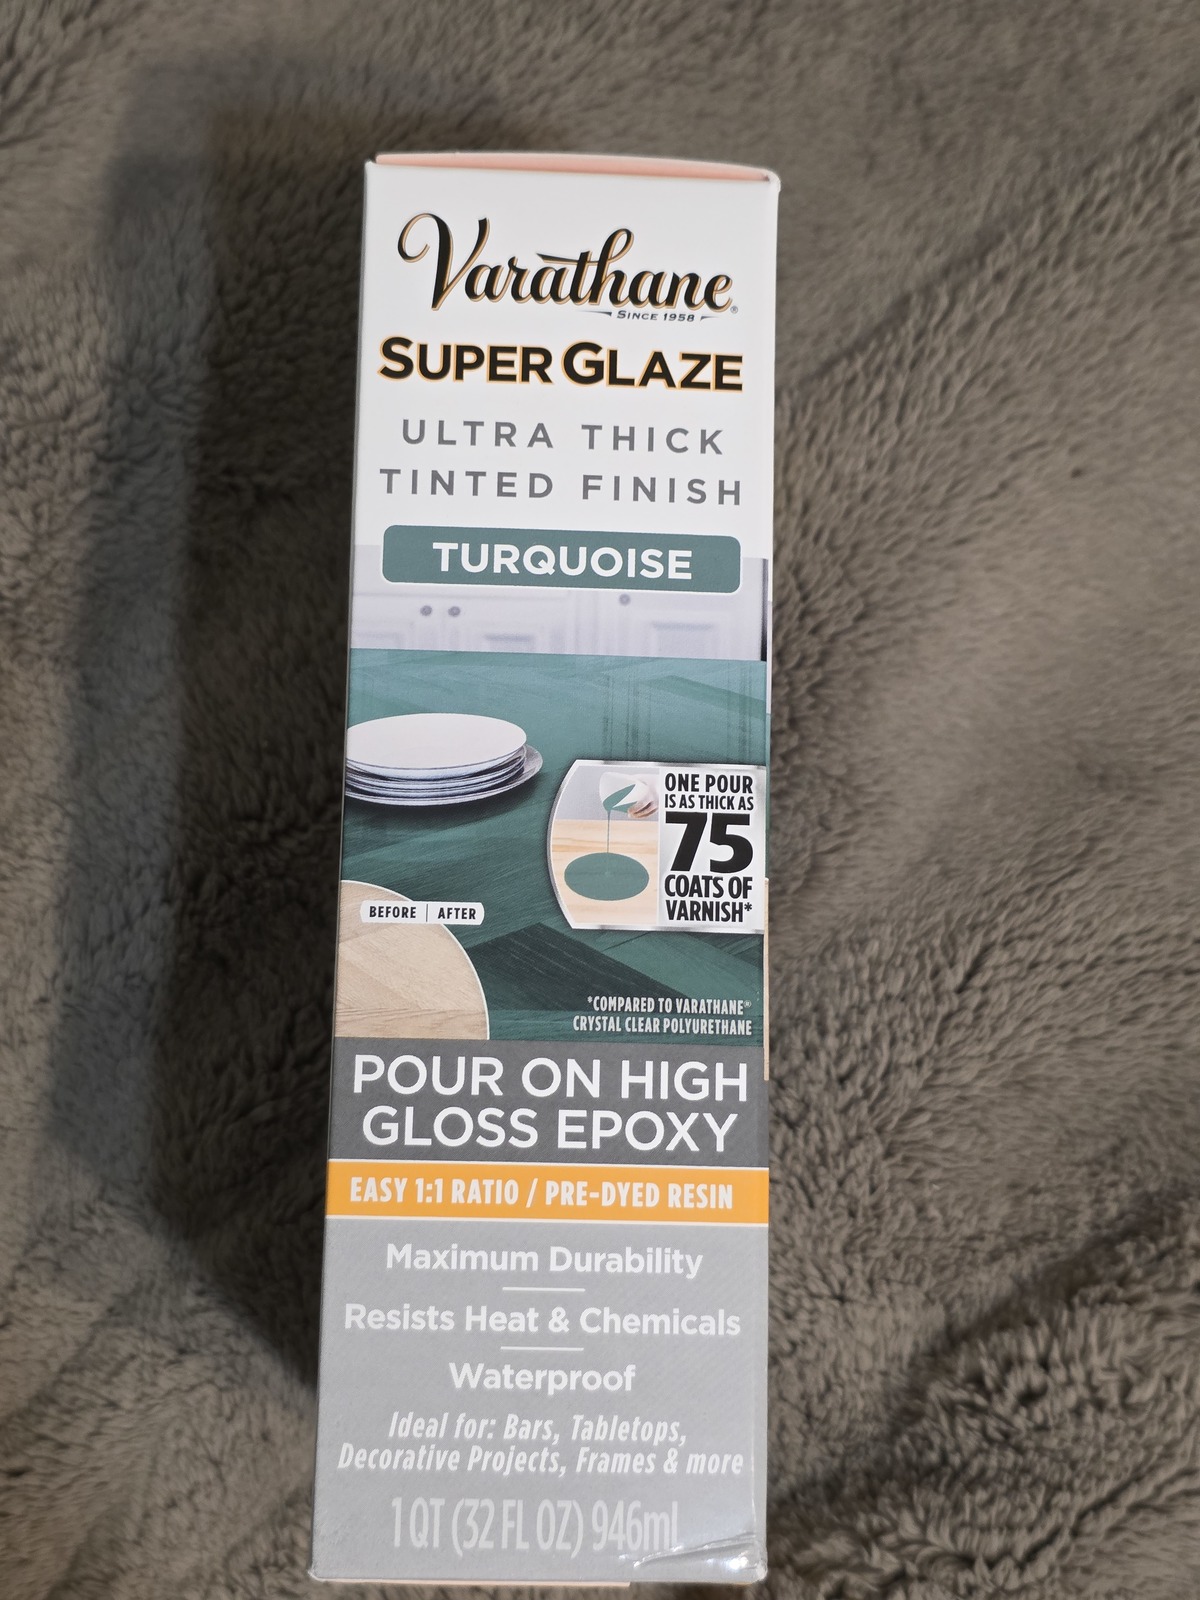 Varathane®
SINCE 1958
SUPER GLAZE
ULTRA THICK
TINTED FINISH
TURQUOISE
ONE POUR
IS AS THICK AS
75
COATS OF
VARNISH*
BEFORE | AFTER
*COMPARED TO VARATHANE®
CRYSTAL CLEAR POLYURETHANE
POUR ON HIGH
GLOSS EPOXY
EASY 1:1 RATIO / PRE-DYED RESIN
Maximum Durability
Resists Heat & Chemicals
Waterproof
Ideal for: Bars, Tabletops,
Decorative Projects, Frames & more
1 QT (32 FL OZ) 946mL